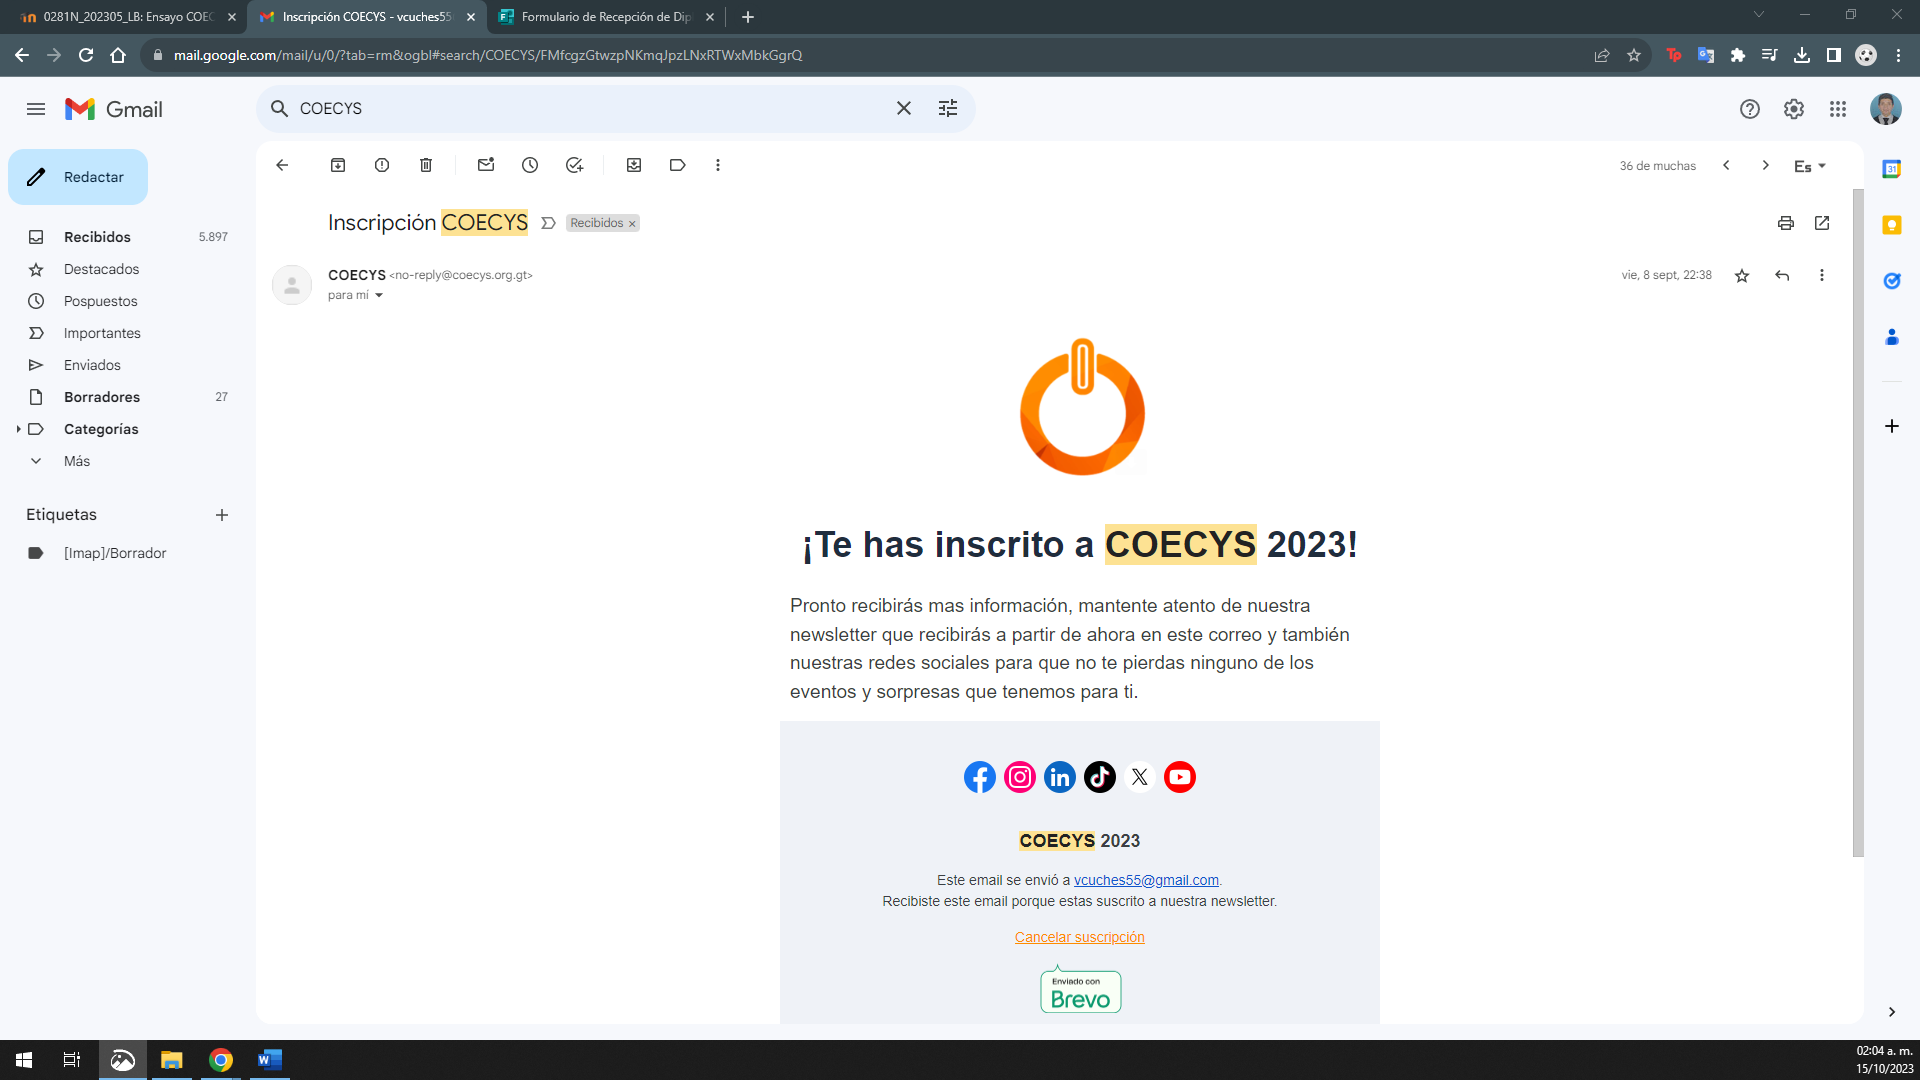 0281N_202305_LB: Ensayo COEC
Inscripción COECYS - vcuches55
Formulario de Recepción de Dip
mail.google.com/mail/u/0/?tab=rm&ogbl#search/COECYS/FMfcgzGtwzpNKmqJpzLNxRTWxMbkGgrQ
Gmail
COECYS
Redactar
36 de muchas
Es
Inscripción COECYS
Recibidos
Recibidos 5.897
Destacados
Pospuestos
Importantes
Enviados
Borradores 27
Categorías
Más
Etiquetas
[Imap]/Borrador
COECYS <no-reply@coecys.org.gt>
vie, 8 sept, 22:38
para mí
¡Te has inscrito a COECYS 2023!
Pronto recibirás mas información, mantente atento de nuestra
newsletter que recibirás a partir de ahora en este correo y también
nuestras redes sociales para que no te pierdas ninguno de los
eventos y sorpresas que tenemos para ti.
COECYS 2023
Este email se envió a vcuches55@gmail.com.
Recibiste este email porque estas suscrito a nuestra newsletter.
Cancelar suscripción
Enviado con
Brevo
02:04 a. m.
15/10/2023